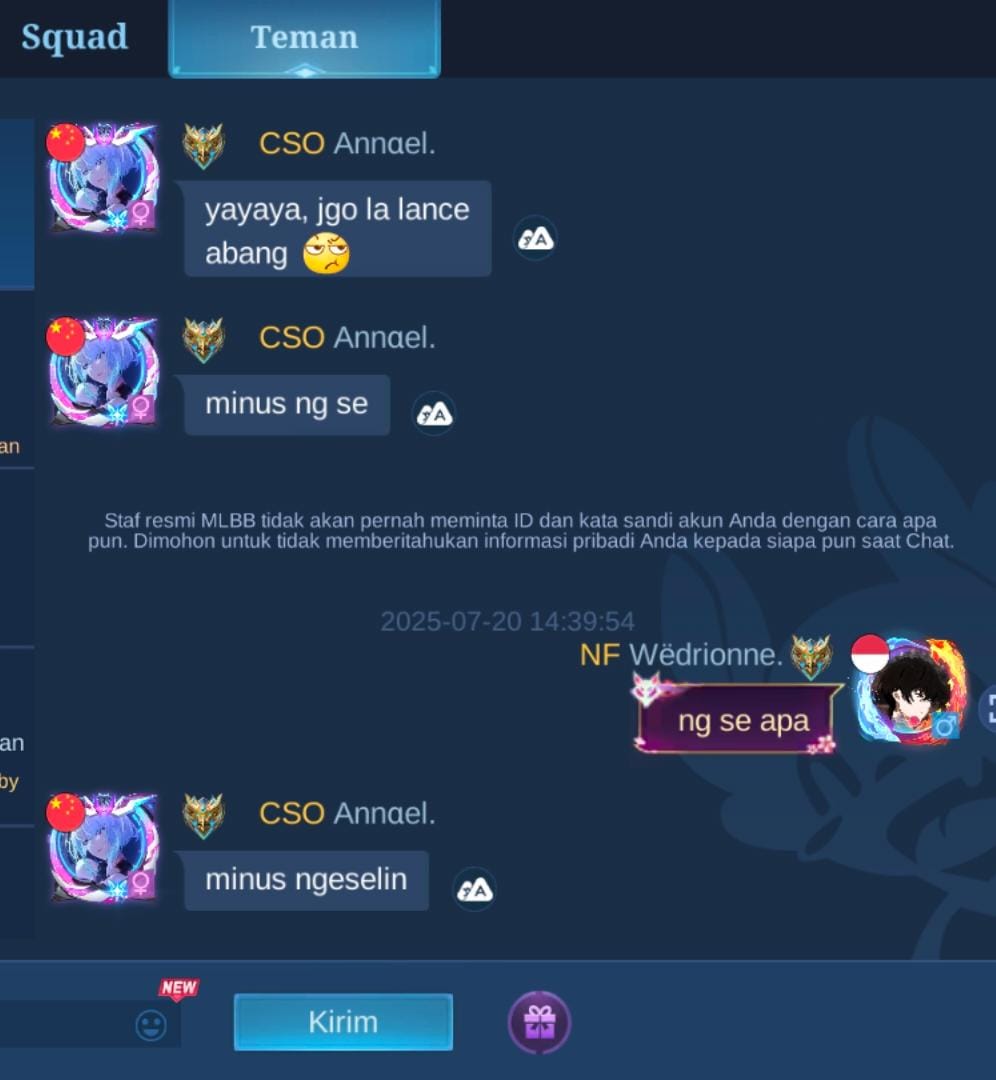 Squad
Teman
CSO Annɑel.
yayaya, jgo la lance
abang
CSO Annɑel.
minus ng se
an
Staf resmi MLBB tidak akan pernah meminta ID dan kata sandi akun Anda dengan cara apa
pun. Dimohon untuk tidak memberitahukan informasi pribadi Anda kepada siapa pun saat Chat.
2025-07-20 14:39:54
NF Wëdrionne.
ng se apa
an
by
CSO Annɑel.
minus ngeselin
NEW
Kirim